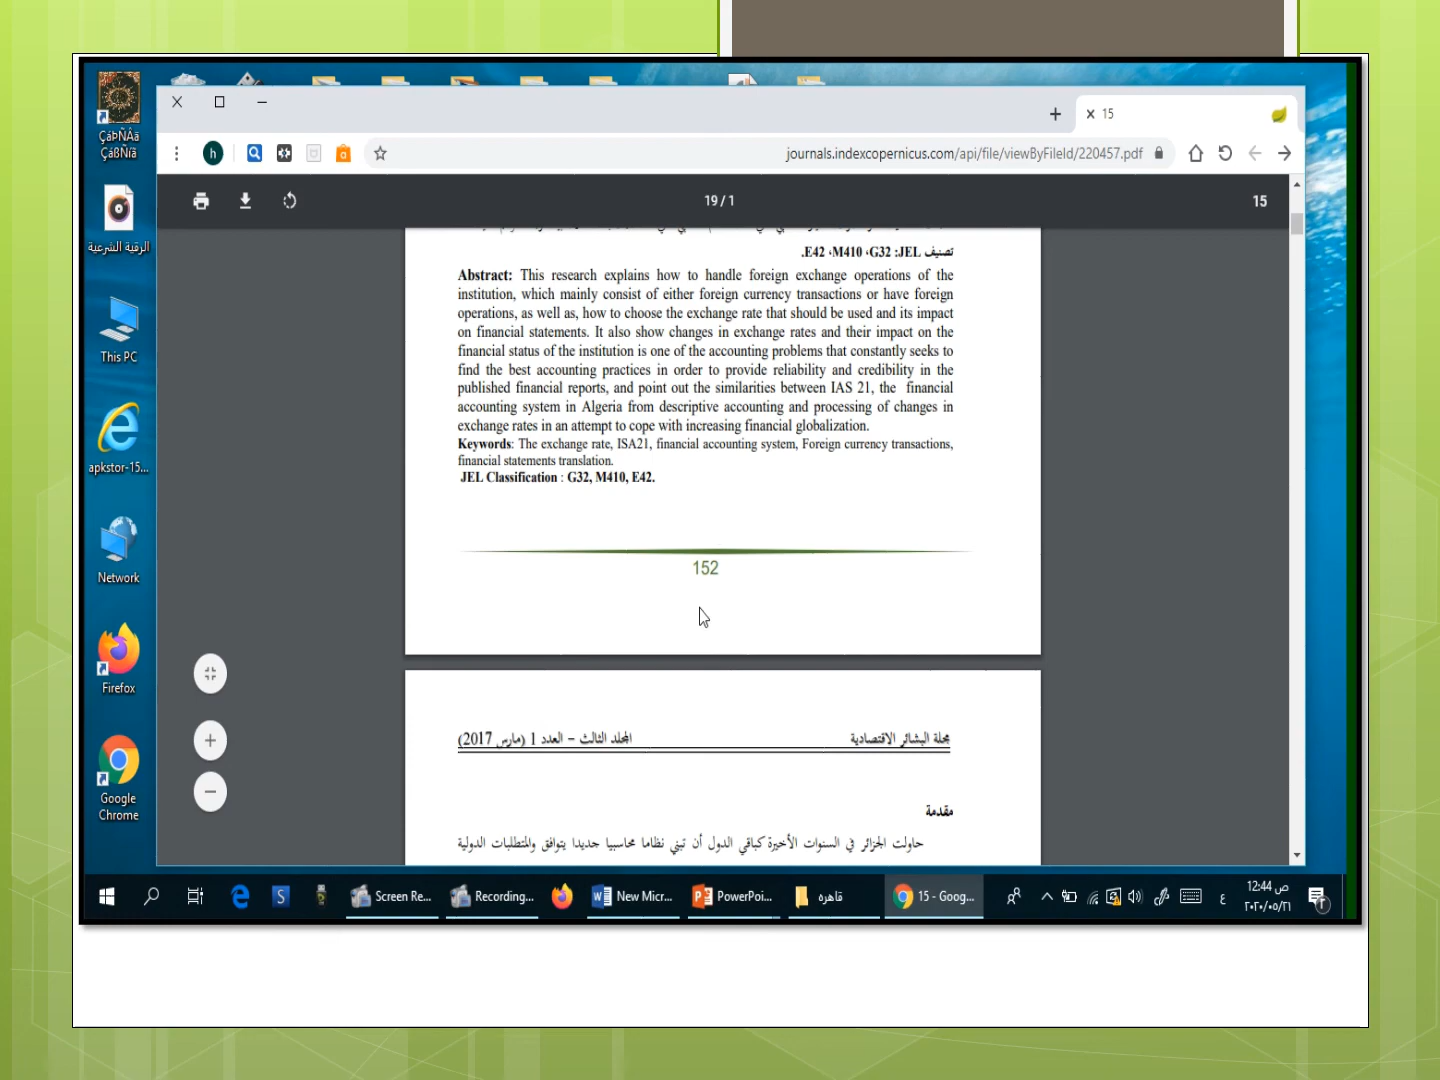 ÇáÞÑÂä
ÇáßÑíã
الرقية الشرعية
This PC
apkstor-15...
Network
Firefox
Google
Chrome
15
journals.indexcopernicus.com/api/file/viewByFileId/220457.pdf
h
19 / 1
15
تصنيف JEL: G32، M410، E42.
Abstract: This research explains how to handle foreign exchange operations of the
institution, which mainly consist of either foreign currency transactions or have foreign
operations, as well as, how to choose the exchange rate that should be used and its impact
on financial statements. It also show changes in exchange rates and their impact on the
financial status of the institution is one of the accounting problems that constantly seeks to
find the best accounting practices in order to provide reliability and credibility in the
published financial reports, and point out the similarities between IAS 21, the financial
accounting system in Algeria from descriptive accounting and processing of changes in
exchange rates in an attempt to cope with increasing financial globalization.
Keywords: The exchange rate, ISA21, financial accounting system, Foreign currency transactions,
financial statements translation.
JEL Classification : G32, M410, E42.
152
مجلة البشائر الاقتصادية المجلد الثالث – العدد 1 (مارس 2017)
مقدمة
حاولت الجزائر في السنوات الأخيرة كباقي الدول أن تبني نظاما محاسبيا جديدا يتوافق والمتطلبات الدولية
Screen Re...
Recording...
New Micr...
PowerPoi...
قاهره
15 - Goog...
ع
12:44 ص
٢٠٢٠/٠٥/٢١